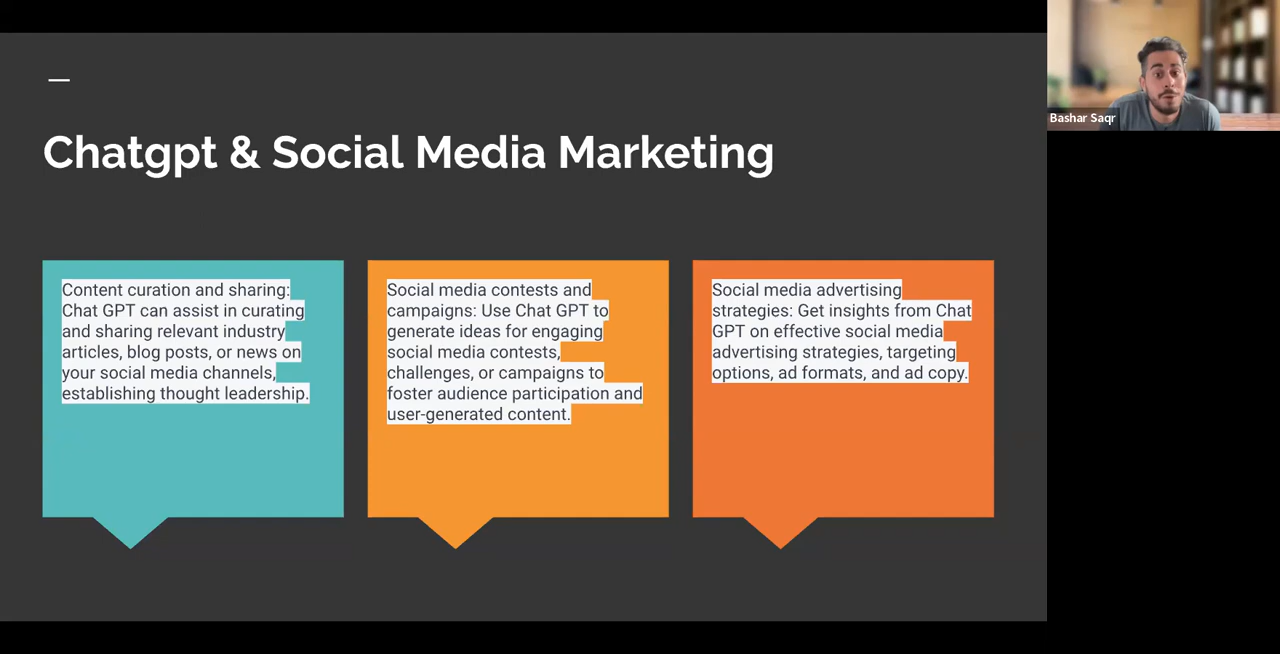 Chatgpt & Social Media Marketing
Content curation and sharing:
Chat GPT can assist in curating
and sharing relevant industry
articles, blog posts, or news on
your social media channels,
establishing thought leadership.
Social media contests and
campaigns: Use Chat GPT to
generate ideas for engaging
social media contests,
challenges, or campaigns to
foster audience participation and
user-generated content.
Social media advertising
strategies: Get insights from Chat
GPT on effective social media
advertising strategies, targeting
options, ad formats, and ad copy.
Bashar Saqr